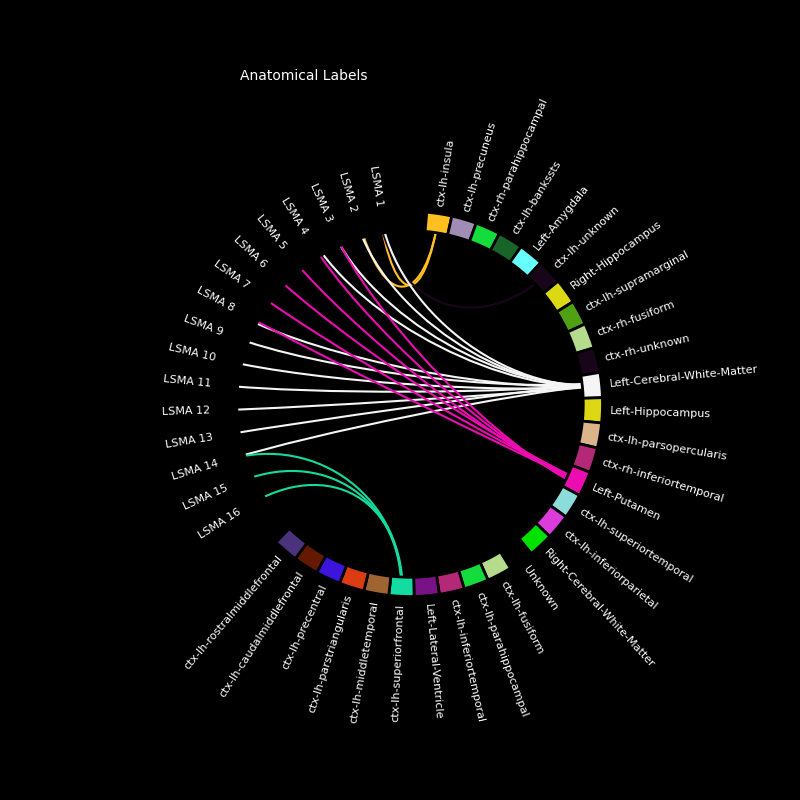 Anatomical Labels
LSMA 1
LSMA 2
LSMA 3
LSMA 4
LSMA 5
LSMA 6
LSMA 7
LSMA 8
LSMA 9
LSMA 10
LSMA 11
LSMA 12
LSMA 13
LSMA 14
LSMA 15
LSMA 16
ctx-lh-rostralmiddlefrontal
ctx-lh-caudalmiddlefrontal
ctx-lh-precentral
ctx-lh-parstriangularis
ctx-lh-middletemporal
ctx-lh-superiorfrontal
Left-Lateral-Ventricle
ctx-lh-inferiortemporal
ctx-lh-parahippocampal
ctx-lh-fusiform
Unknown
Right-Cerebral-White-Matter
ctx-lh-inferiorparietal
ctx-lh-superiortemporal
Left-Putamen
ctx-rh-inferiortemporal
ctx-lh-parsopercularis
Left-Hippocampus
Left-Cerebral-White-Matter
ctx-rh-unknown
ctx-rh-fusiform
ctx-lh-supramarginal
Right-Hippocampus
ctx-lh-unknown
Left-Amygdala
ctx-lh-bankssts
ctx-rh-parahippocampal
ctx-lh-precuneus
ctx-lh-insula